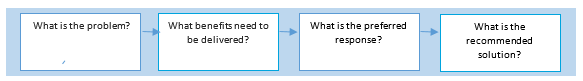 What is the problem?
What benefits need to
be delivered?
What is the preferred
response?
What is the
recommended
solution?